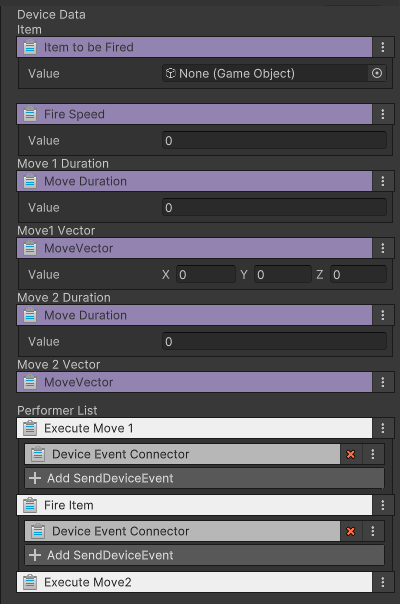 Device Data
Item
Item to be Fired
Value None (Game Object)
Fire Speed
Value 0
Move 1 Duration
Move Duration
Value 0
Move1 Vector
MoveVector
Value X 0 Y 0 Z 0
Move 2 Duration
Move Duration
Value 0
Move 2 Vector
MoveVector
Performer List
Execute Move 1
Device Event Connector
Add SendDeviceEvent
Fire Item
Device Event Connector
Add SendDeviceEvent
Execute Move2